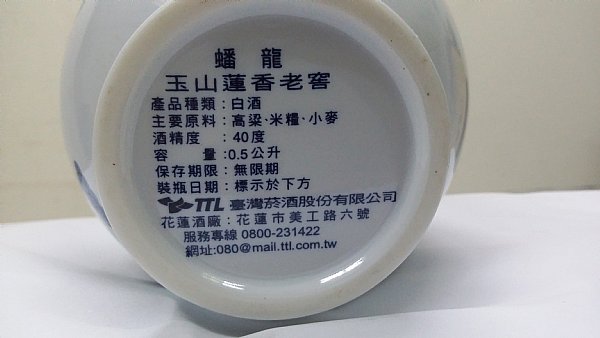 蟠龍
玉山蓮香老窖
產品種類：白酒
主要原料：高粱、米糧、小麥
酒精度：40度
容量：0.5公升
保存期限：無限期
裝瓶日期：標示於下方
TTL 臺灣菸酒股份有限公司
花蓮酒廠：花蓮市美工路六號
服務專線 0800-231422
網址:080@mail.ttl.com.tw